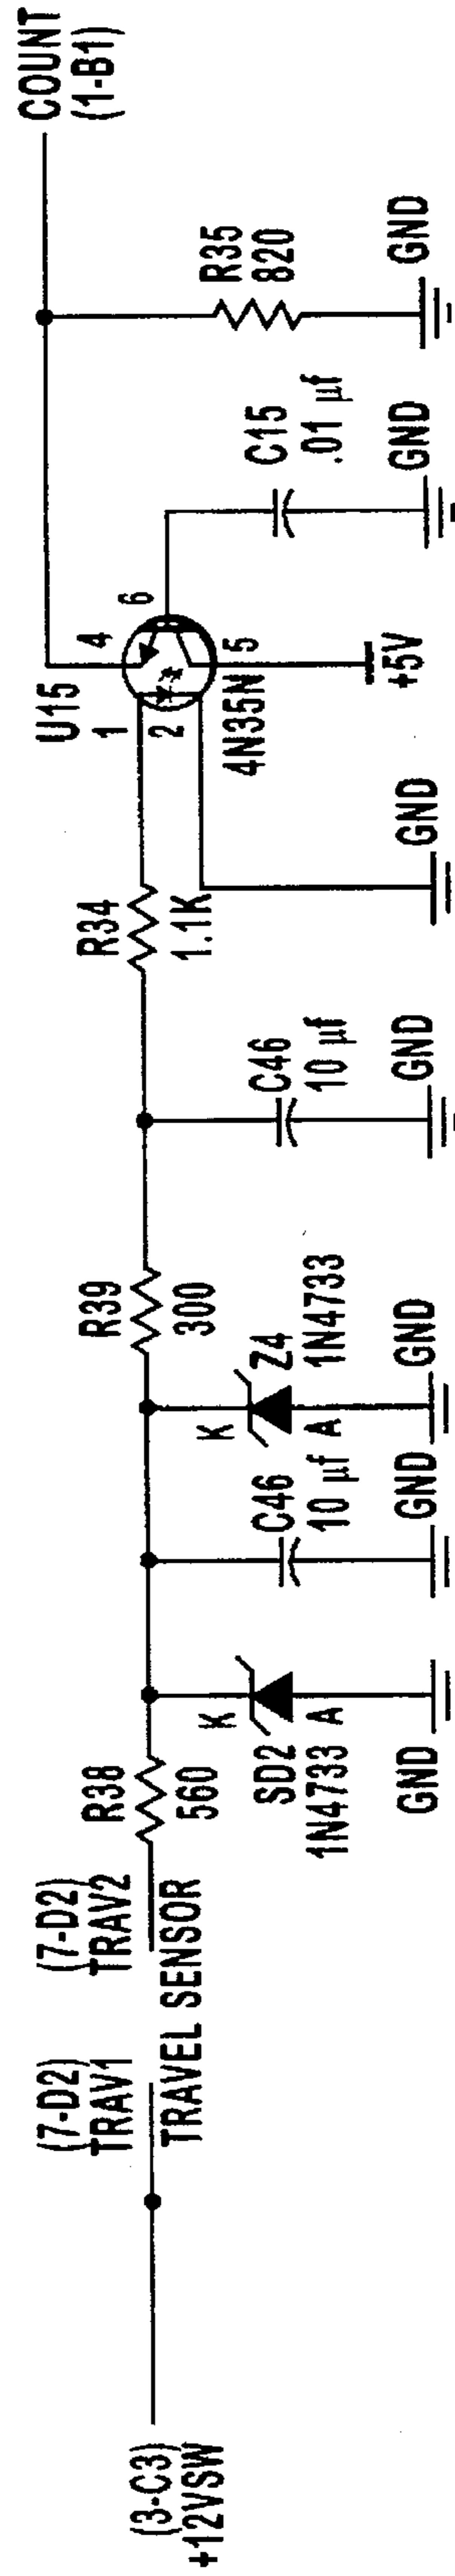 (3-C3)
+12VSW
(7-D2)
TRAV1
(7-D2)
TRAV2
TRAVEL SENSOR
R38
560
K
SD2
1N4733 A
GND
C46
10 µf
GND
K
Z4
A 1N4733
GND
R39
300
C46
10 µf
GND
R34
1.1K
GND
U15
1
2
4
6
5
4N35N
+5V
C15
.01 µf
GND
R35
820
GND
COUNT
(1-B1)